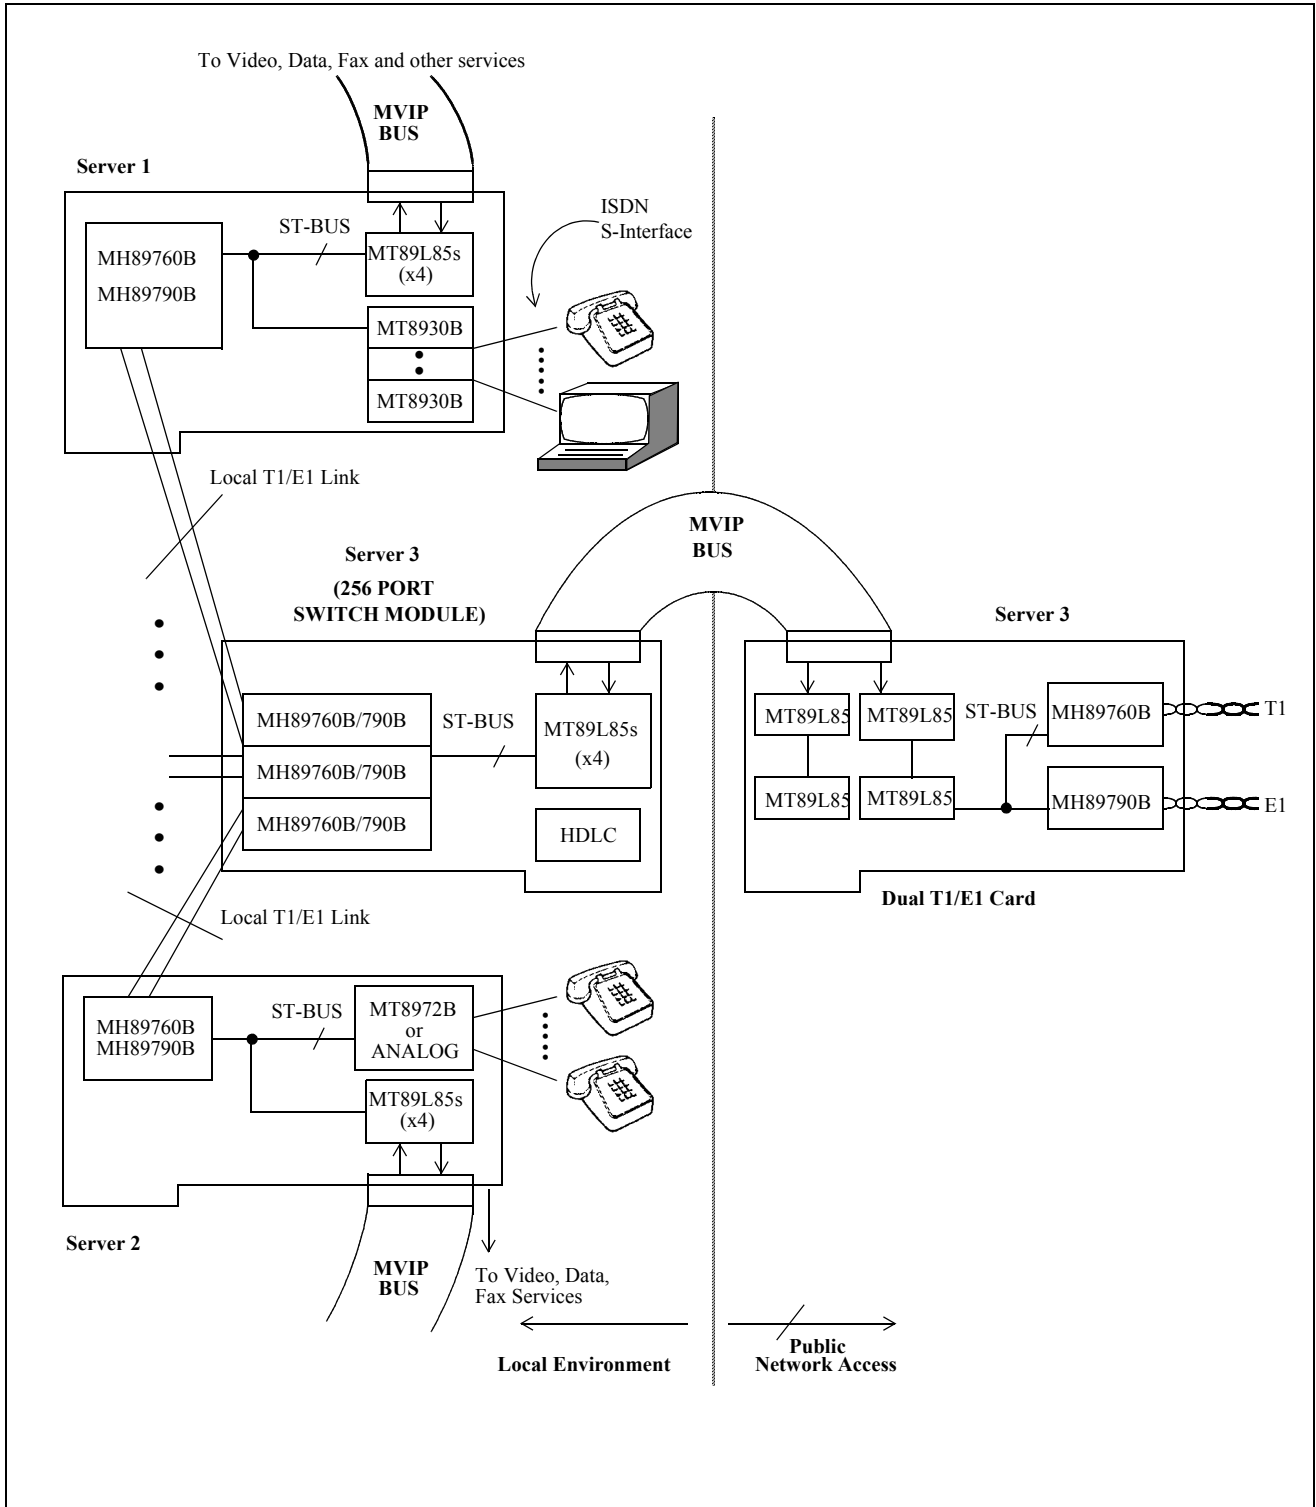 To Video, Data, Fax and other services
MVIP
BUS
Server 1
ST-BUS
ISDN
S-Interface
MH89760B
MH89790B
MT89L85s
(x4)
MT8930B
MT8930B
Local T1/E1 Link
MVIP
BUS
Server 3
(256 PORT
SWITCH MODULE)
Server 3
MH89760B/790B
MH89760B/790B
MH89760B/790B
ST-BUS
MT89L85s
(x4)
HDLC
MT89L85
MT89L85
MT89L85
MT89L85
ST-BUS
MH89760B
MH89790B
T1
E1
Dual T1/E1 Card
Local T1/E1 Link
MH89760B
MH89790B
ST-BUS
MT8972B
or
ANALOG
MT89L85s
(x4)
Server 2
MVIP
BUS
To Video, Data,
Fax Services
Local Environment
Public
Network Access